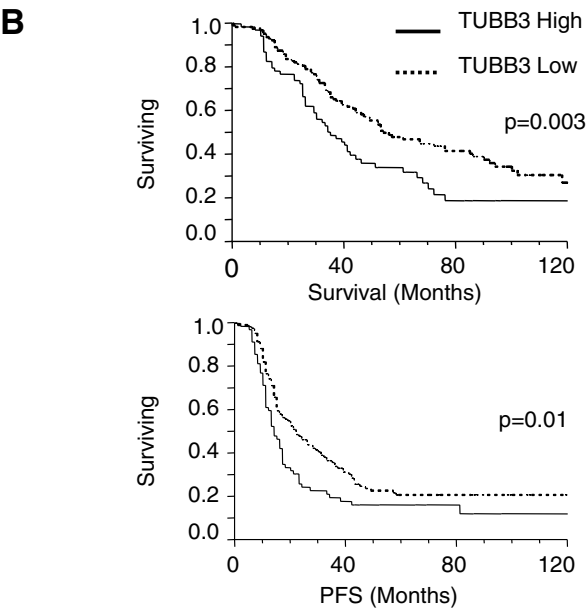 B
TUBB3 High
TUBB3 Low
p=0.003
Surviving
1.0
0.8
0.6
0.4
0.2
0.0
0 40 80 120
Survival (Months)
p=0.01
Surviving
1.0
0.8
0.6
0.4
0.2
0.0
0 40 80 120
PFS (Months)